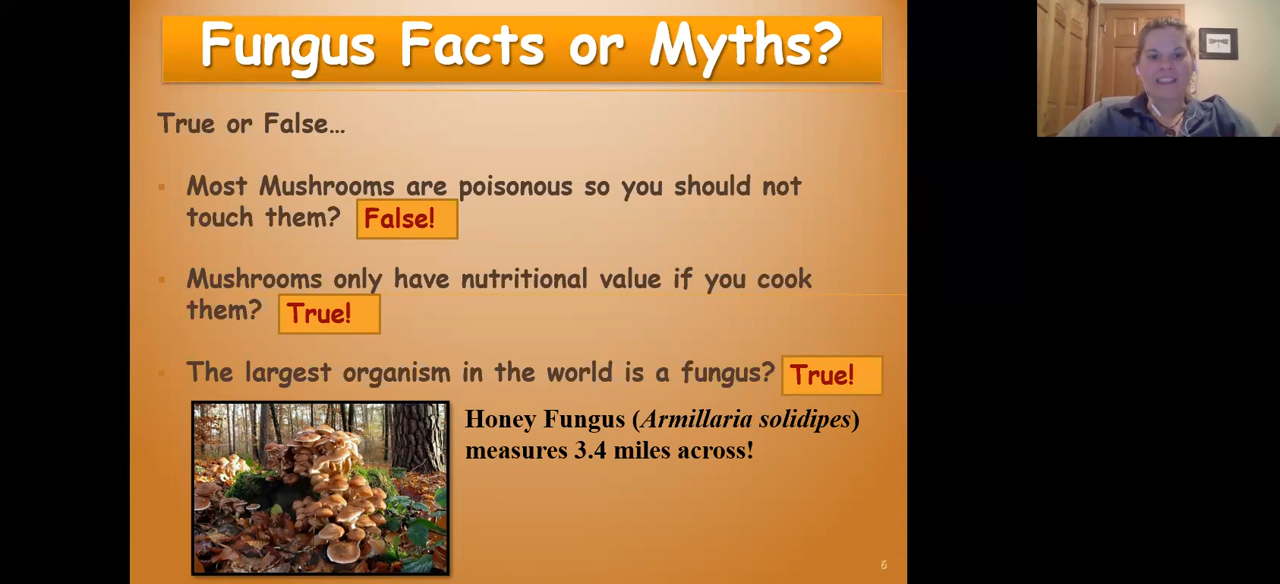 Fungus Facts or Myths?
True or False…
Most Mushrooms are poisonous so you should not
touch them? False!
Mushrooms only have nutritional value if you cook
them? True!
The largest organism in the world is a fungus? True!
Honey Fungus (Armillaria solidipes)
measures 3.4 miles across!
6